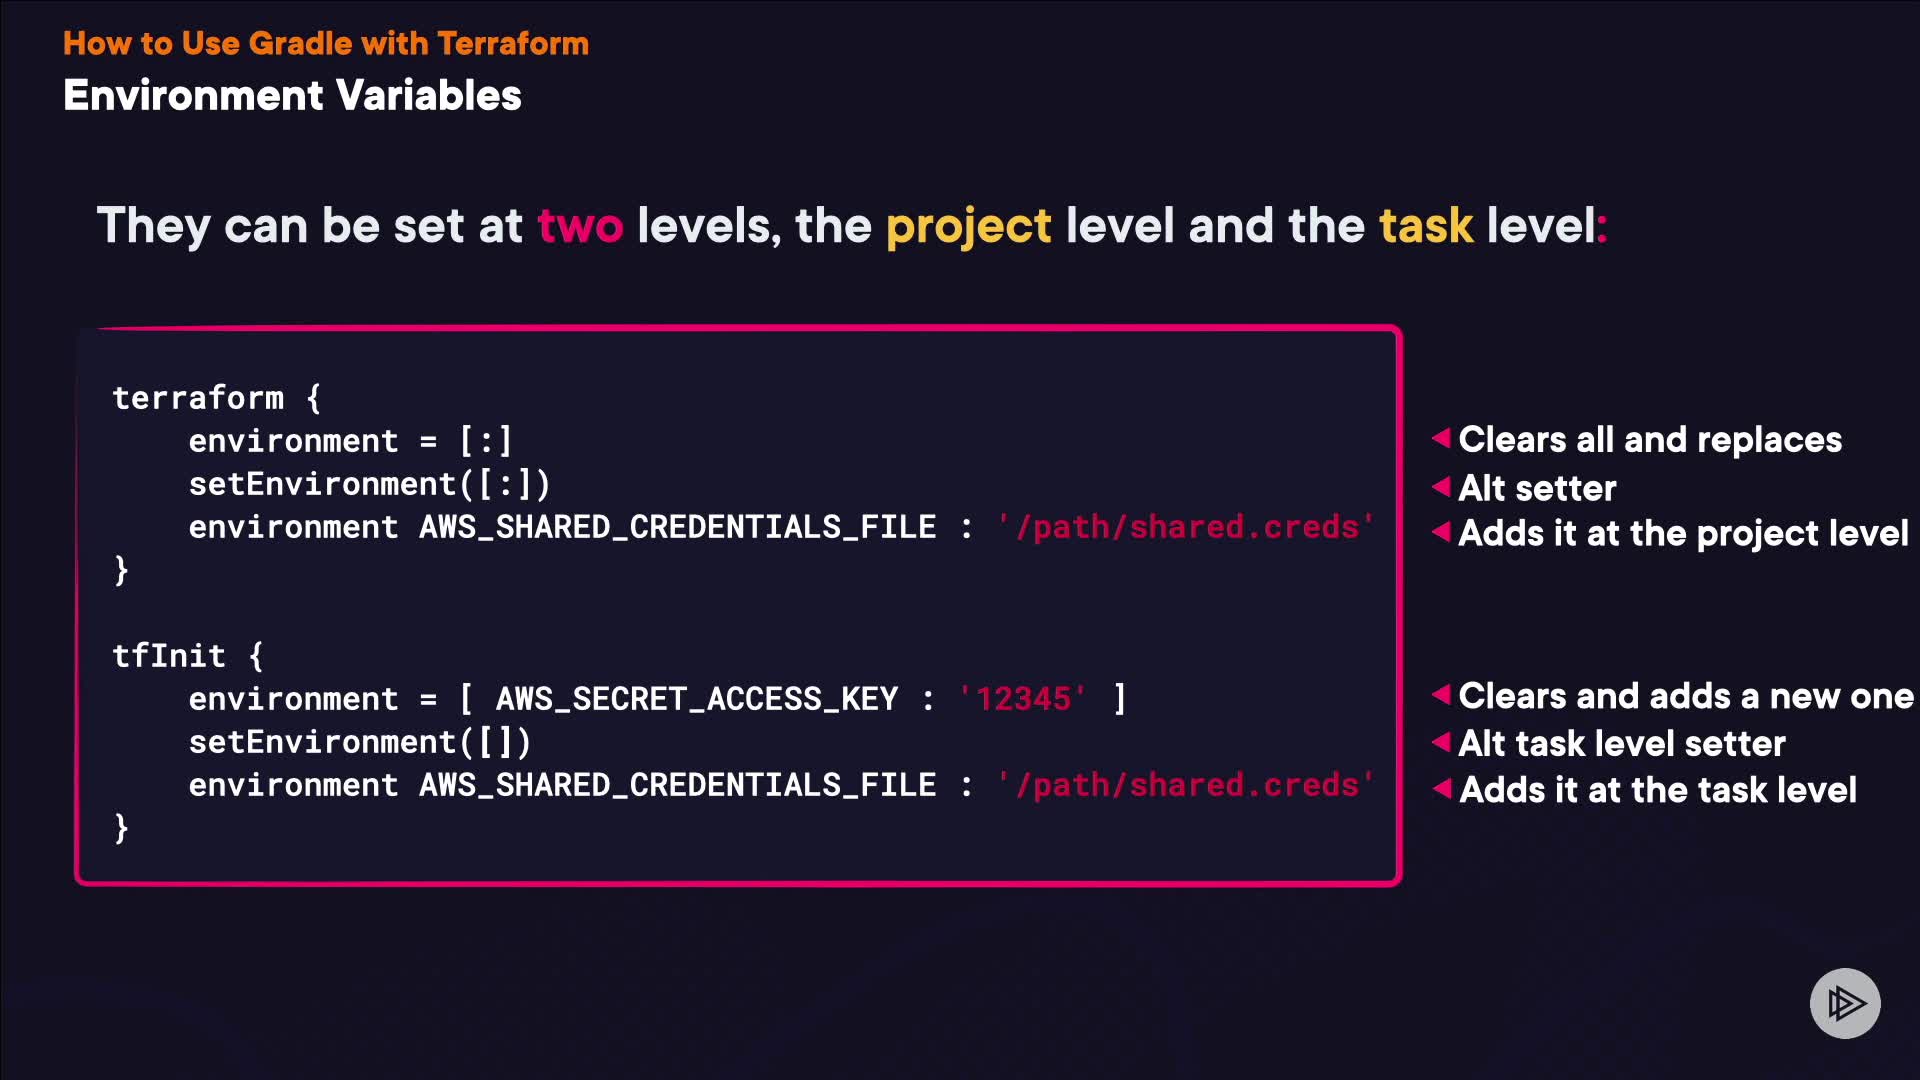 How to Use Gradle with Terraform
Environment Variables
They can be set at two levels, the project level and the task level:
terraform {
environment = [:]
setEnvironment([:])
environment AWS_SHARED_CREDENTIALS_FILE : '/path/shared.creds'
}
Clears all and replaces
Alt setter
Adds it at the project level
tfInit {
environment = [ AWS_SECRET_ACCESS_KEY : '12345' ]
setEnvironment([])
environment AWS_SHARED_CREDENTIALS_FILE : '/path/shared.creds'
}
Clears and adds a new one
Alt task level setter
Adds it at the task level